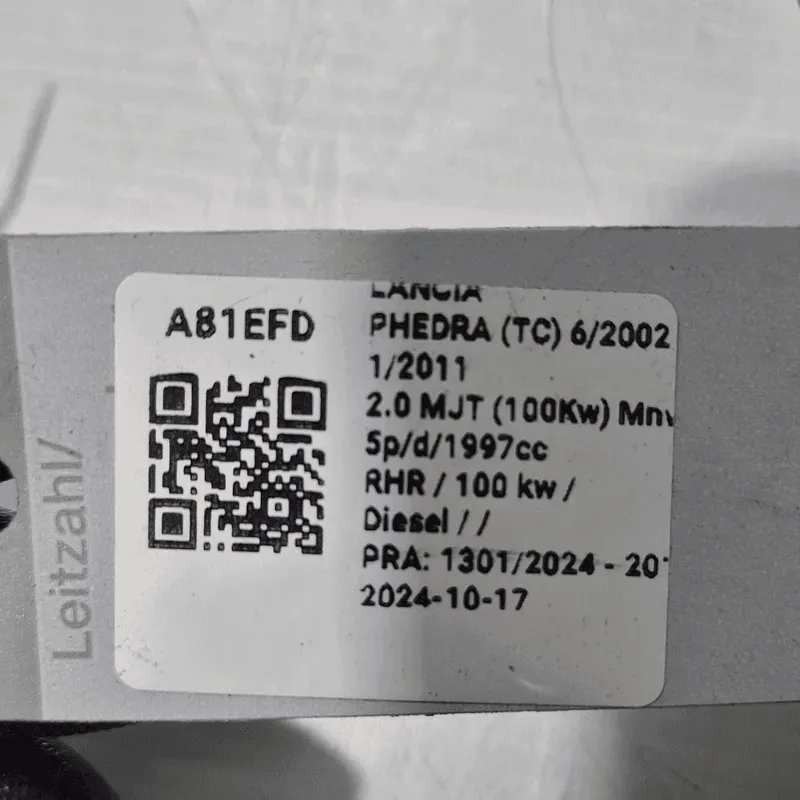 Leitzahl/
A81EFD
LANCIA
PHEDRA (TC) 6/2002
1/2011
2.0 MJT (100Kw) Mnv
5p/d/1997cc
RHR / 100 kw /
Diesel / /
PRA: 1301/2024 - 20
2024-10-17